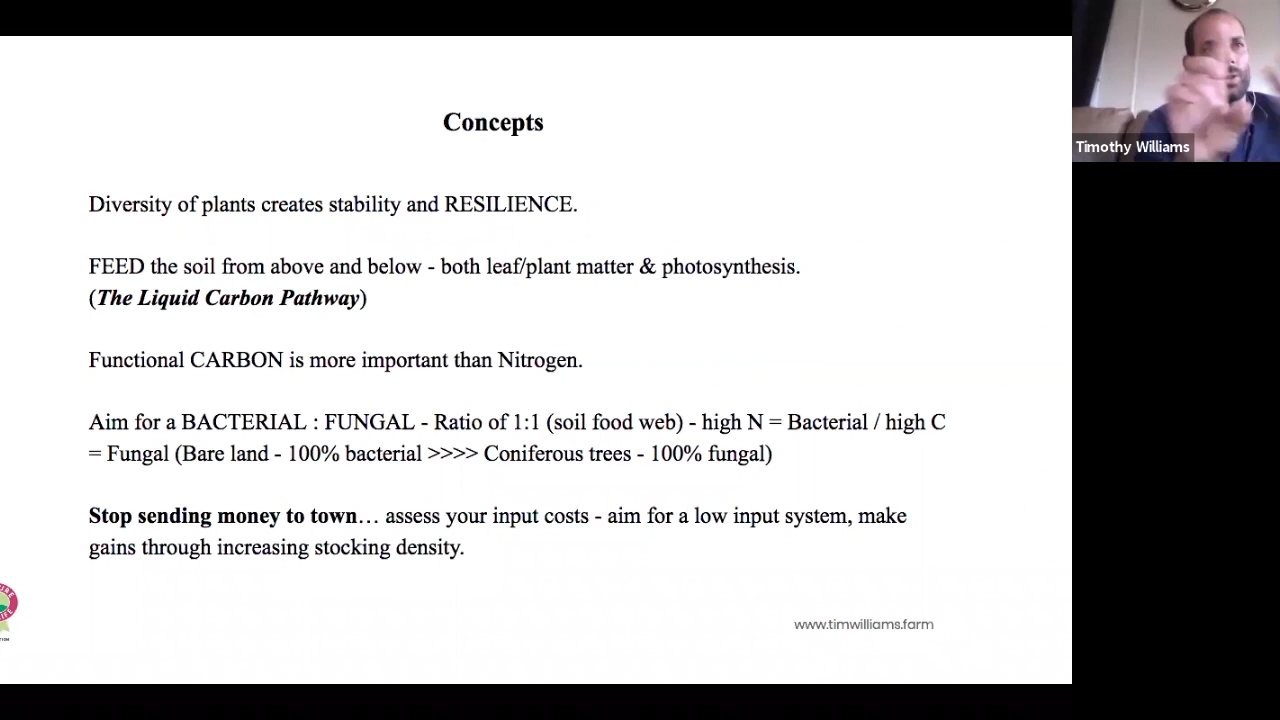 Concepts
Diversity of plants creates stability and RESILIENCE.
FEED the soil from above and below - both leaf/plant matter & photosynthesis.
(The Liquid Carbon Pathway)
Functional CARBON is more important than Nitrogen.
Aim for a BACTERIAL : FUNGAL - Ratio of 1:1 (soil food web) - high N = Bacterial / high C
= Fungal (Bare land - 100% bacterial >>>> Coniferous trees - 100% fungal)
Stop sending money to town… assess your input costs - aim for a low input system, make
gains through increasing stocking density.
www.timwilliams.farm
Timothy Williams